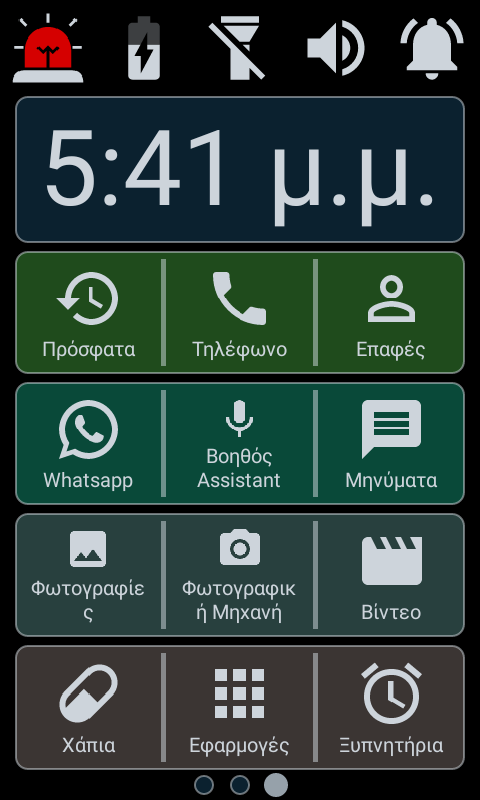 5:41 μ.μ.
Πρόσφατα
Τηλέφωνο
Επαφές
Whatsapp
Βοηθός
Assistant
Μηνύματα
Φωτογραφίε
ς
Φωτογραφικ
ή Μηχανή
Βίντεο
Χάπια
Εφαρμογές
Ξυπνητήρια